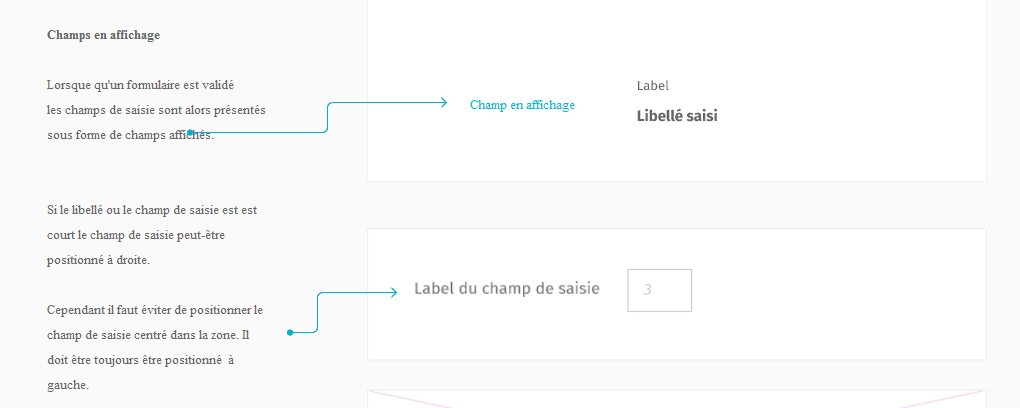 Champs en affichage
Lorsque qu'un formulaire est validé
les champs de saisie sont alors présentés
sous forme de champs affichés.
Champ en affichage
Label
Libellé saisi
Si le libellé ou le champ de saisie est est
court le champ de saisie peut-être
positionné à droite.
Cependant il faut éviter de positionner le
champ de saisie centré dans la zone. Il
doit être toujours être positionné  à
gauche.
Label du champ de saisie
3